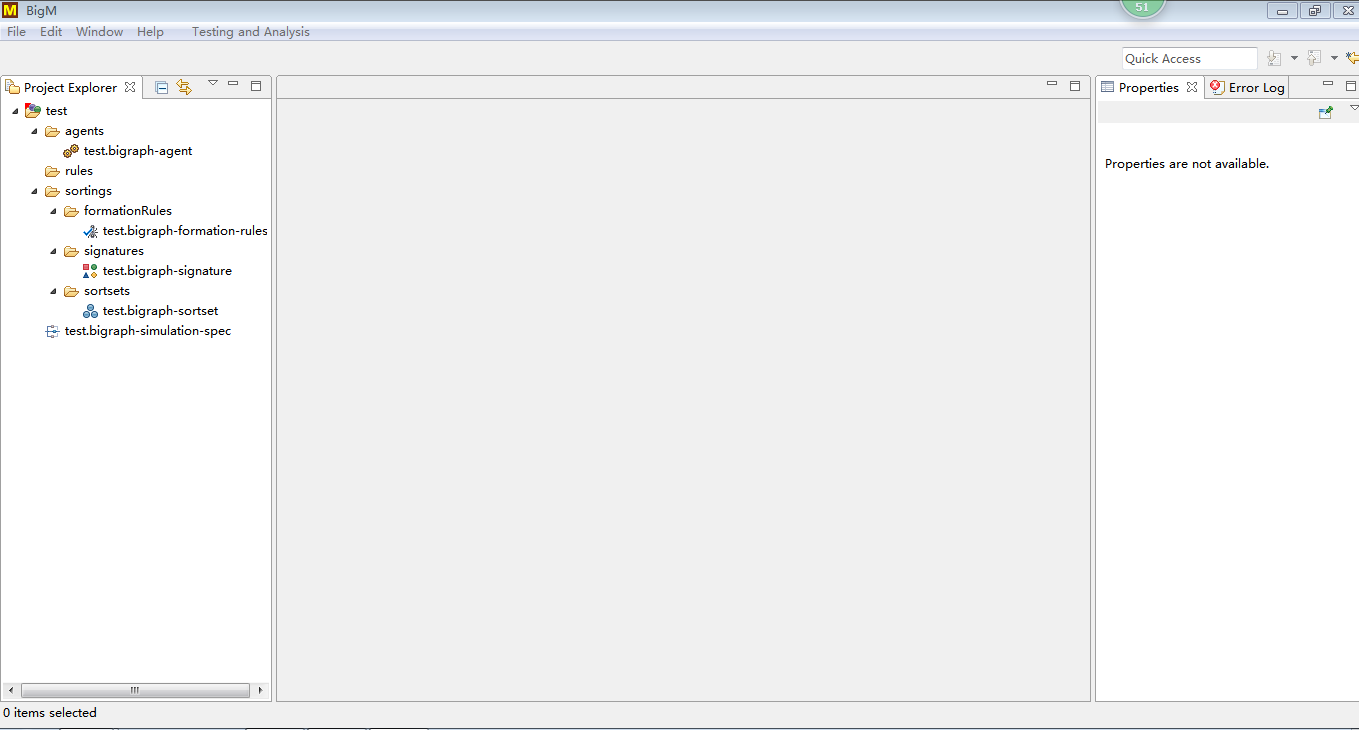 M BigM
51
File Edit Window Help Testing and Analysis
Quick Access
Project Explorer
Properties Error Log
test
agents
test.bigraph-agent
rules
Properties are not available.
sortings
formationRules
test.bigraph-formation-rules
signatures
test.bigraph-signature
sortsets
test.bigraph-sortset
test.bigraph-simulation-spec
0 items selected